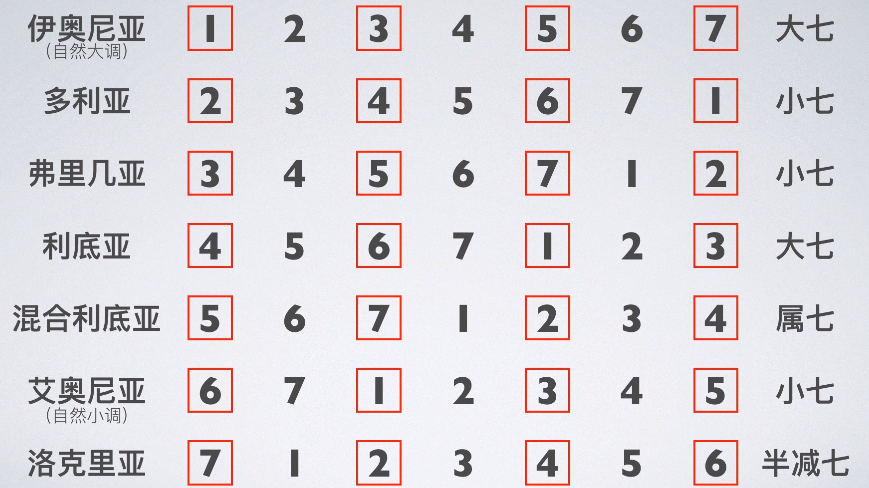 伊奥尼亚 1 2 3 4 5 6 7 大七
(自然大调)
多利亚 2 3 4 5 6 7 1 小七
弗里几亚 3 4 5 6 7 1 2 小七
利底亚 4 5 6 7 1 2 3 大七
混合利底亚 5 6 7 1 2 3 4 属七
艾奥尼亚 6 7 1 2 3 4 5 小七
(自然小调)
洛克里亚 7 1 2 3 4 5 6 半减七